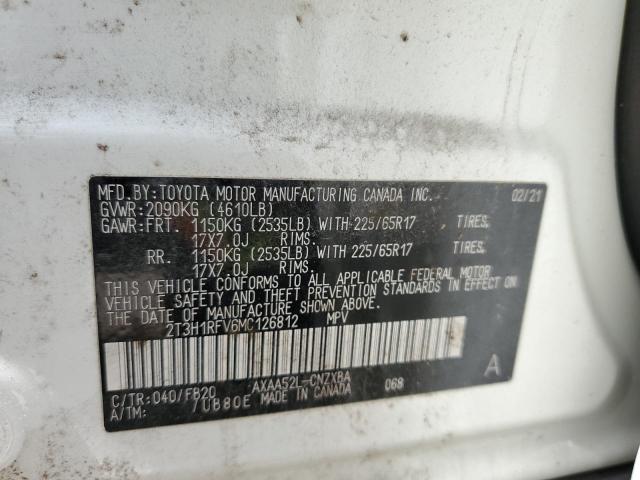 MFD.BY:TOYOTA MOTOR MANUFACTURING CANADA INC. 02/21
GVWR:2090KG (4610LB)
GAWR:FRT. 1150KG (2535LB) WITH 225/65R17 TIRES,
17X7.0J RIMS.
RR. 1150KG (2535LB) WITH 225/65R17 TIRES,
17X7.0J RIMS.
THIS VEHICLE CONFORMS TO ALL APPLICABLE FEDERAL MOTOR
VEHICLE SAFETY AND THEFT PREVENTION STANDARDS IN EFFECT ON
THE DATE OF MANUFACTURE SHOWN ABOVE.
2T3H1RFV6MC126812 MPV
C/TR:040/FB20 AXAA52L-CNZXBA 068 A
A/TM: /UB80E MADE IN CANADA